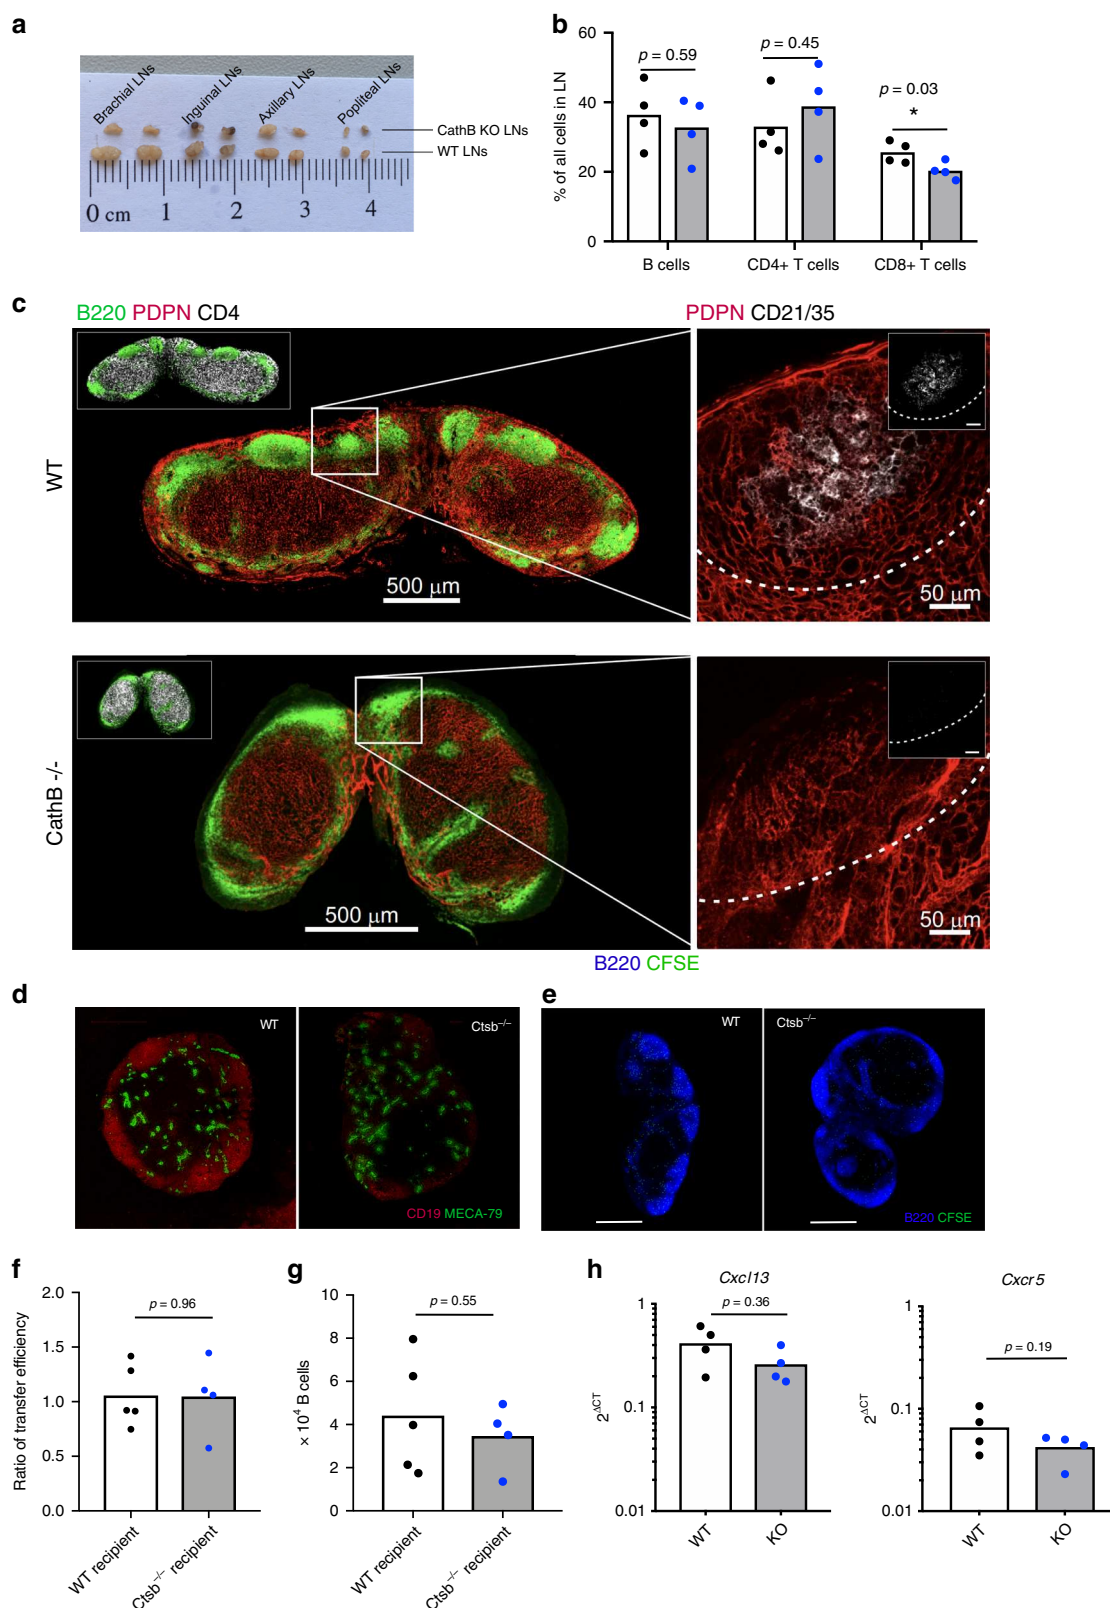 a
Brachial LNs
Inguinal LNs
Axillary LNs
Popliteal LNs
CathB KO LNs
WT LNs
0 cm 1 2 3 4
b
% of all cells in LN
60
40
20
0
p = 0.59
p = 0.45
p = 0.03
*
B cells
CD4+ T cells
CD8+ T cells
c
B220 PDPN CD4
PDPN CD21/35
WT
500 µm
50 µm
CathB -/-
500 µm
50 µm
B220 CFSE
d
WT
Ctsb−/−
CD19 MECA-79
e
WT
Ctsb−/−
B220 CFSE
f
Ratio of transfer efficiency
2.0
1.5
1.0
0.5
0.0
p = 0.96
WT recipient
Ctsb−/− recipient
g
× 10⁴ B cells
10
8
6
4
2
0
p = 0.55
WT recipient
Ctsb−/− recipient
h
Cxcl13
2ΔCT
1
0.1
0.01
p = 0.36
WT
KO
Cxcr5
2ΔCT
1
0.1
0.01
p = 0.19
WT
KO